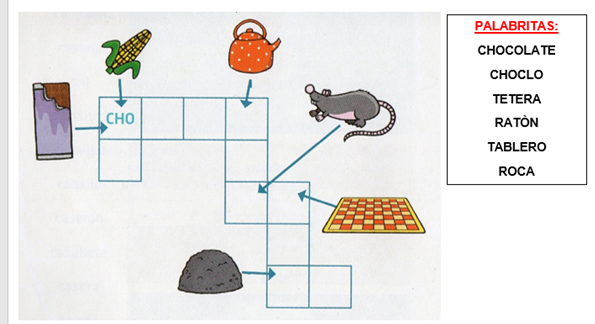 CHO
PALABRITAS:
CHOCOLATE
CHOCLO
TETERA
RATÒN
TABLERO
ROCA